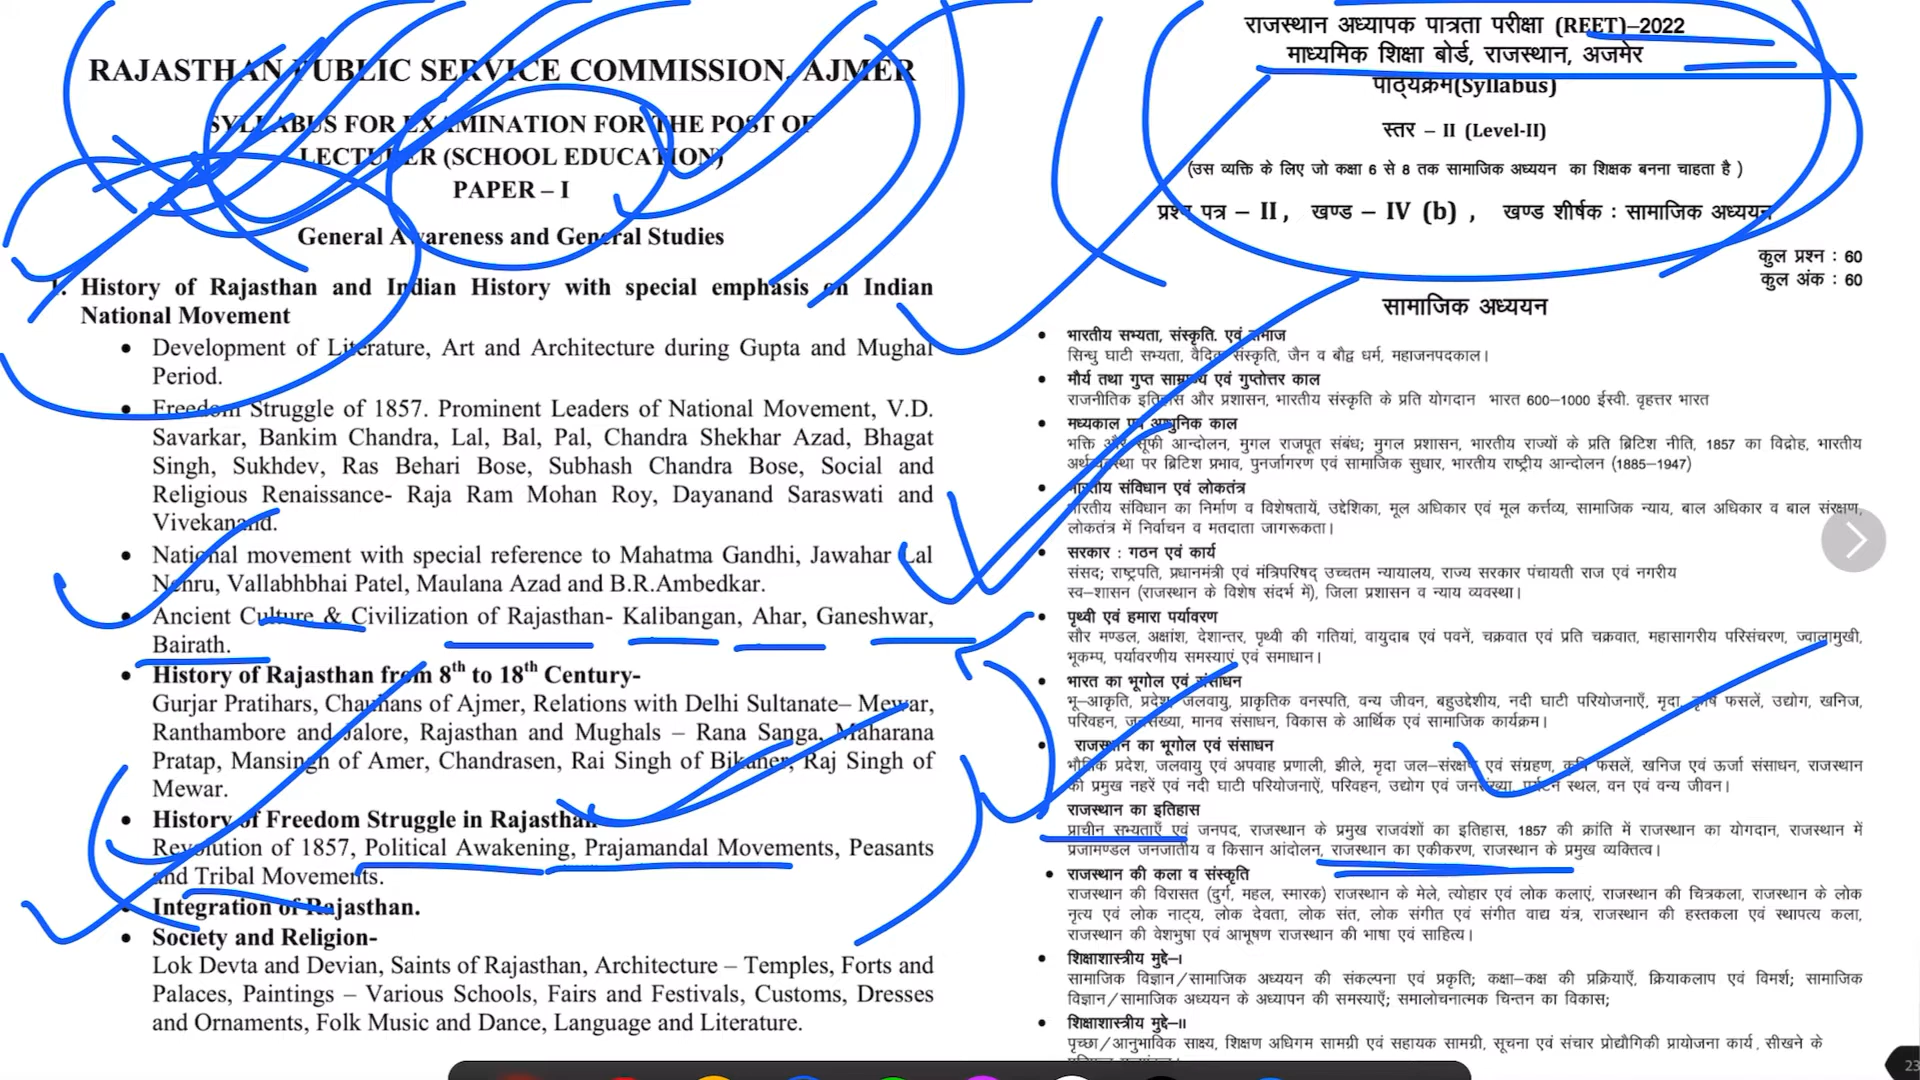 RAJASTHAN PUBLIC SERVICE COMMISSION, AJMER
SYLLABUS FOR EXAMINATION FOR THE POST OF
LECTURER (SCHOOL EDUCATION)
PAPER – I
General Awareness and General Studies
I. History of Rajasthan and Indian History with special emphasis on Indian
National Movement
• Development of Literature, Art and Architecture during Gupta and Mughal
Period.
• Freedom Struggle of 1857. Prominent Leaders of National Movement, V.D.
Savarkar, Bankim Chandra, Lal, Bal, Pal, Chandra Shekhar Azad, Bhagat
Singh, Sukhdev, Ras Behari Bose, Subhash Chandra Bose, Social and
Religious Renaissance- Raja Ram Mohan Roy, Dayanand Saraswati and
Vivekanand.
• National movement with special reference to Mahatma Gandhi, Jawahar Lal
Nehru, Vallabhbhai Patel, Maulana Azad and B.R.Ambedkar.
• Ancient Culture & Civilization of Rajasthan- Kalibangan, Ahar, Ganeshwar,
Bairath.
• History of Rajasthan from 8th to 18th Century-
Gurjar Pratihars, Chauhans of Ajmer, Relations with Delhi Sultanate– Mewar,
Ranthambore and Jalore, Rajasthan and Mughals – Rana Sanga, Maharana
Pratap, Mansingh of Amer, Chandrasen, Rai Singh of Bikaner, Raj Singh of
Mewar.
• History of Freedom Struggle in Rajasthan-
Revolution of 1857, Political Awakening, Prajamandal Movements, Peasants
and Tribal Movements.
• Integration of Rajasthan.
• Society and Religion-
Lok Devta and Devian, Saints of Rajasthan, Architecture – Temples, Forts and
Palaces, Paintings – Various Schools, Fairs and Festivals, Customs, Dresses
and Ornaments, Folk Music and Dance, Language and Literature.
राजस्थान अध्यापक पात्रता परीक्षा (REET)–2022
माध्यमिक शिक्षा बोर्ड, राजस्थान, अजमेर
पाठ्यक्रम(Syllabus)
स्तर – II (Level-II)
(उस व्यक्ति के लिए जो कक्षा 6 से 8 तक सामाजिक अध्ययन का शिक्षक बनना चाहता है )
प्रश्न पत्र – II , खण्ड – IV (b) , खण्ड शीर्षक : सामाजिक अध्ययन
कुल प्रश्न : 60
कुल अंक : 60
सामाजिक अध्ययन
• भारतीय सभ्यता, संस्कृति. एवं समाज
सिन्धु घाटी सभ्यता, वैदिक संस्कृति, जैन व बौद्व धर्म, महाजनपदकाल।
• मौर्य तथा गुप्त साम्राज्य एवं गुप्तोत्तर काल
राजनीतिक इतिहास और प्रशासन, भारतीय संस्कृति के प्रति योगदान भारत 600–1000 ईस्वी. वृहत्तर भारत
• मध्यकाल एवं आधुनिक काल
भक्ति और सूफी आन्दोलन, मुगल राजपूत संबंध; मुगल प्रशासन, भारतीय राज्यों के प्रति ब्रिटिश नीति, 1857 का विद्रोह, भारतीय
अर्थव्यवस्था पर ब्रिटिश प्रभाव, पुनर्जागरण एवं सामाजिक सुधार, भारतीय राष्ट्रीय आन्दोलन (1885–1947)
• भारतीय संविधान एवं लोकतंत्र
भारतीय संविधान का निर्माण व विशेषतायें, उद्देशिका, मूल अधिकार एवं मूल कर्त्तव्य, सामाजिक न्याय, बाल अधिकार व बाल संरक्षण,
लोकतंत्र में निर्वाचन व मतदाता जागरूकता।
• सरकार : गठन एवं कार्य
संसद; राष्ट्रपति, प्रधानमंत्री एवं मंत्रिपरिषद् उच्चतम न्यायालय, राज्य सरकार पंचायती राज एवं नगरीय
स्व–शासन (राजस्थान के विशेष संदर्भ में), जिला प्रशासन व न्याय व्यवस्था।
• पृथ्वी एवं हमारा पर्यावरण
सौर मण्डल, अक्षांश, देशान्तर, पृथ्वी की गतियां, वायुदाब एवं पवनें, चक्रवात एवं प्रति चक्रवात, महासागरीय परिसंचरण, ज्वालामुखी,
भूकम्प, पर्यावरणीय समस्याएं एवं समाधान।
• भारत का भूगोल एवं संसाधन
भू–आकृति, प्रदेश, जलवायु, प्राकृतिक वनस्पति, वन्य जीवन, बहुउद्देशीय, नदी घाटी परियोजनाएँ, मृदा, कृषि फसलें, उद्योग, खनिज,
परिवहन, जनसंख्या, मानव संसाधन, विकास के आर्थिक एवं सामाजिक कार्यक्रम।
• राजस्थान का भूगोल एवं संसाधन
भौतिक प्रदेश, जलवायु एवं अपवाह प्रणाली, झीले, मृदा जल–संरक्षण एवं संग्रहण, कृषि फसलें, खनिज एवं ऊर्जा संसाधन, राजस्थान
की प्रमुख नहरें एवं नदी घाटी परियोजनाऐं, परिवहन, उद्योग एवं जनसंख्या, पर्यटन स्थल, वन एवं वन्य जीवन।
राजस्थान का इतिहास
प्राचीन सभ्यताएँ एवं जनपद, राजस्थान के प्रमुख राजवंशों का इतिहास, 1857 की क्रांति में राजस्थान का योगदान, राजस्थान में
प्रजामण्डल जनजातीय व किसान आंदोलन, राजस्थान का एकीकरण, राजस्थान के प्रमुख व्यक्तित्व।
• राजस्थान की कला व संस्कृति
राजस्थान की विरासत (दुर्ग, महल, स्मारक) राजस्थान के मेले, त्योहार एवं लोक कलाएं, राजस्थान की चित्रकला, राजस्थान के लोक
नृत्य एवं लोक नाट्य, लोक देवता, लोक संत, लोक संगीत एवं संगीत वाद्य यंत्र, राजस्थान की हस्तकला एवं स्थापत्य कला,
राजस्थान की वेशभुषा एवं आभूषण राजस्थान की भाषा एवं साहित्य।
• शिक्षाशास्त्रीय मुद्दे–I
सामाजिक विज्ञान/सामाजिक अध्ययन की संकल्पना एवं प्रकृति; कक्षा–कक्ष की प्रक्रियाएँ, क्रियाकलाप एवं विमर्श; सामाजिक
विज्ञान/सामाजिक अध्ययन के अध्यापन की समस्याएँ; समालोचनात्मक चिन्तन का विकास;
• शिक्षाशास्त्रीय मुद्दे–II
पृच्छा/आनुभाविक साक्ष्य, शिक्षण अधिगम सामग्री एवं सहायक सामग्री, सूचना एवं संचार प्रोद्यौगिकी प्रायोजना कार्य, सीखने के
23